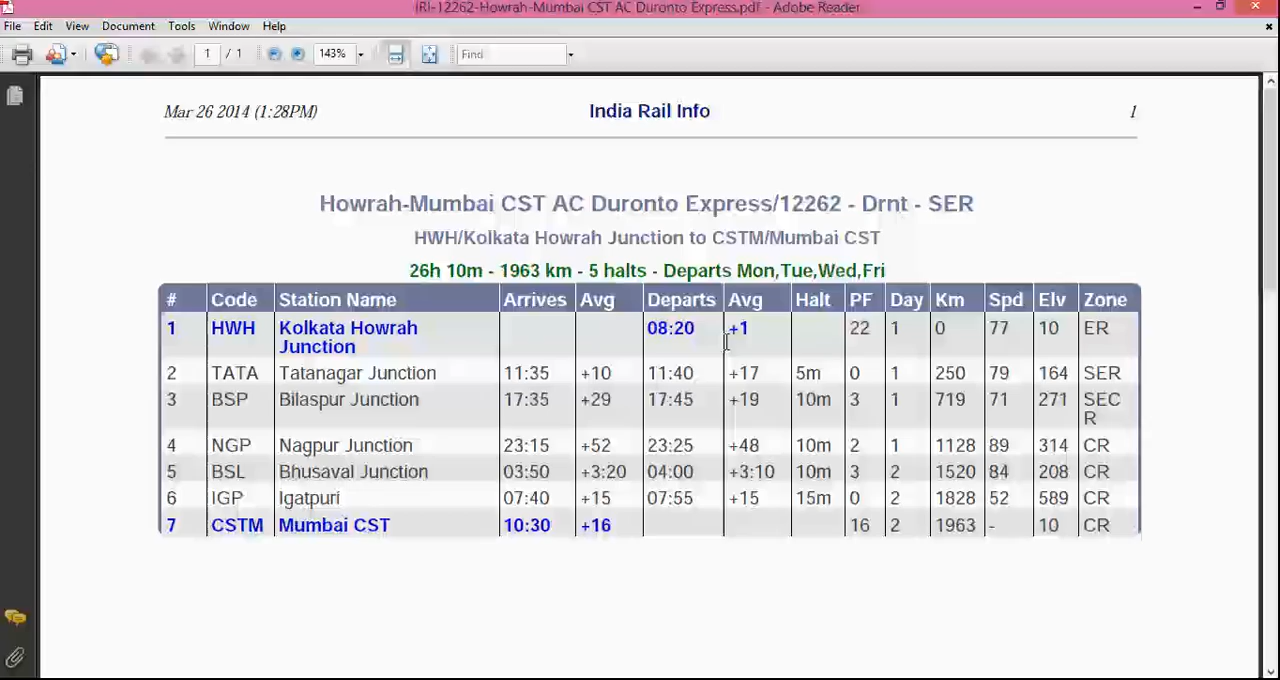 IRI-12262-Howrah-Mumbai CST AC Duronto Express.pdf - Adobe Reader
File Edit View Document Tools Window Help
1 / 1 143% Find
Mar 26 2014 (1:28PM) India Rail Info 1
Howrah-Mumbai CST AC Duronto Express/12262 - Drnt - SER
HWH/Kolkata Howrah Junction to CSTM/Mumbai CST
26h 10m - 1963 km - 5 halts - Departs Mon,Tue,Wed,Fri
# Code Station Name Arrives Avg Departs Avg Halt PF Day Km Spd Elv Zone
1 HWH Kolkata Howrah 08:20 +1 22 1 0 77 10 ER
Junction
2 TATA Tatanagar Junction 11:35 +10 11:40 +17 5m 0 1 250 79 164 SER
3 BSP Bilaspur Junction 17:35 +29 17:45 +19 10m 3 1 719 71 271 SEC
R
4 NGP Nagpur Junction 23:15 +52 23:25 +48 10m 2 1 1128 89 314 CR
5 BSL Bhusaval Junction 03:50 +3:20 04:00 +3:10 10m 3 2 1520 84 208 CR
6 IGP Igatpuri 07:40 +15 07:55 +15 15m 0 2 1828 52 589 CR
7 CSTM Mumbai CST 10:30 +16 16 2 1963 - 10 CR